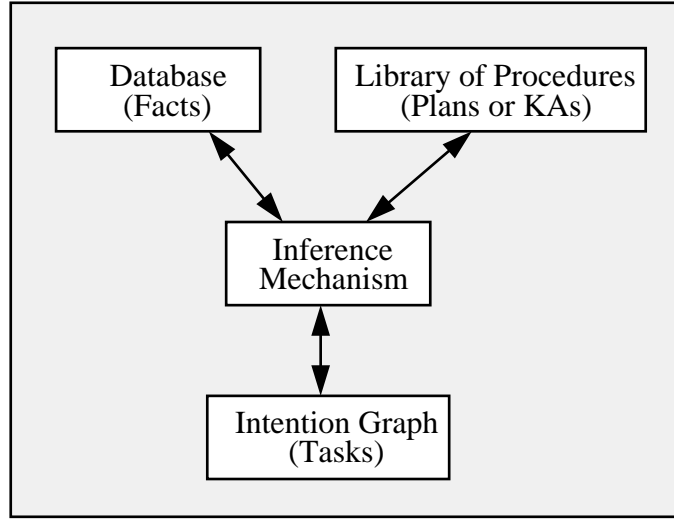 Database
(Facts)
Library of Procedures
(Plans or KAs)
Inference
Mechanism
Intention Graph
(Tasks)